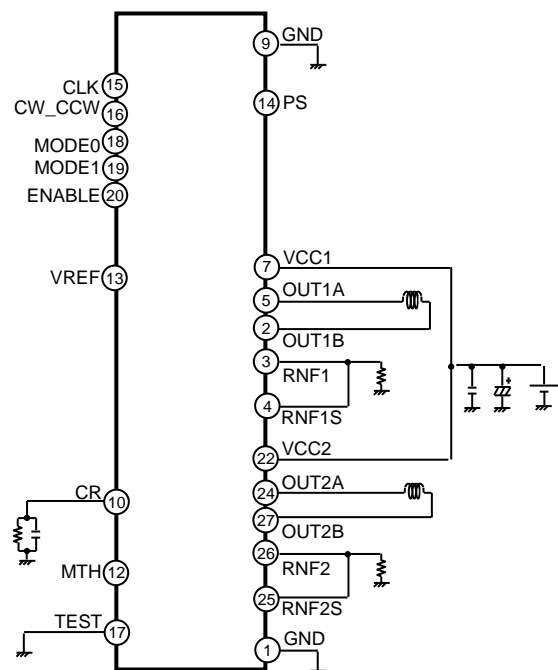 9 GND
15 CLK
14 PS
16 CW_CCW
18 MODE0
19 MODE1
20 ENABLE
7 VCC1
13 VREF
5 OUT1A
2 OUT1B
3 RNF1
4 RNF1S
22 VCC2
24 OUT2A
10 CR
27 OUT2B
26 RNF2
12 MTH
25 RNF2S
17 TEST
1 GND
+